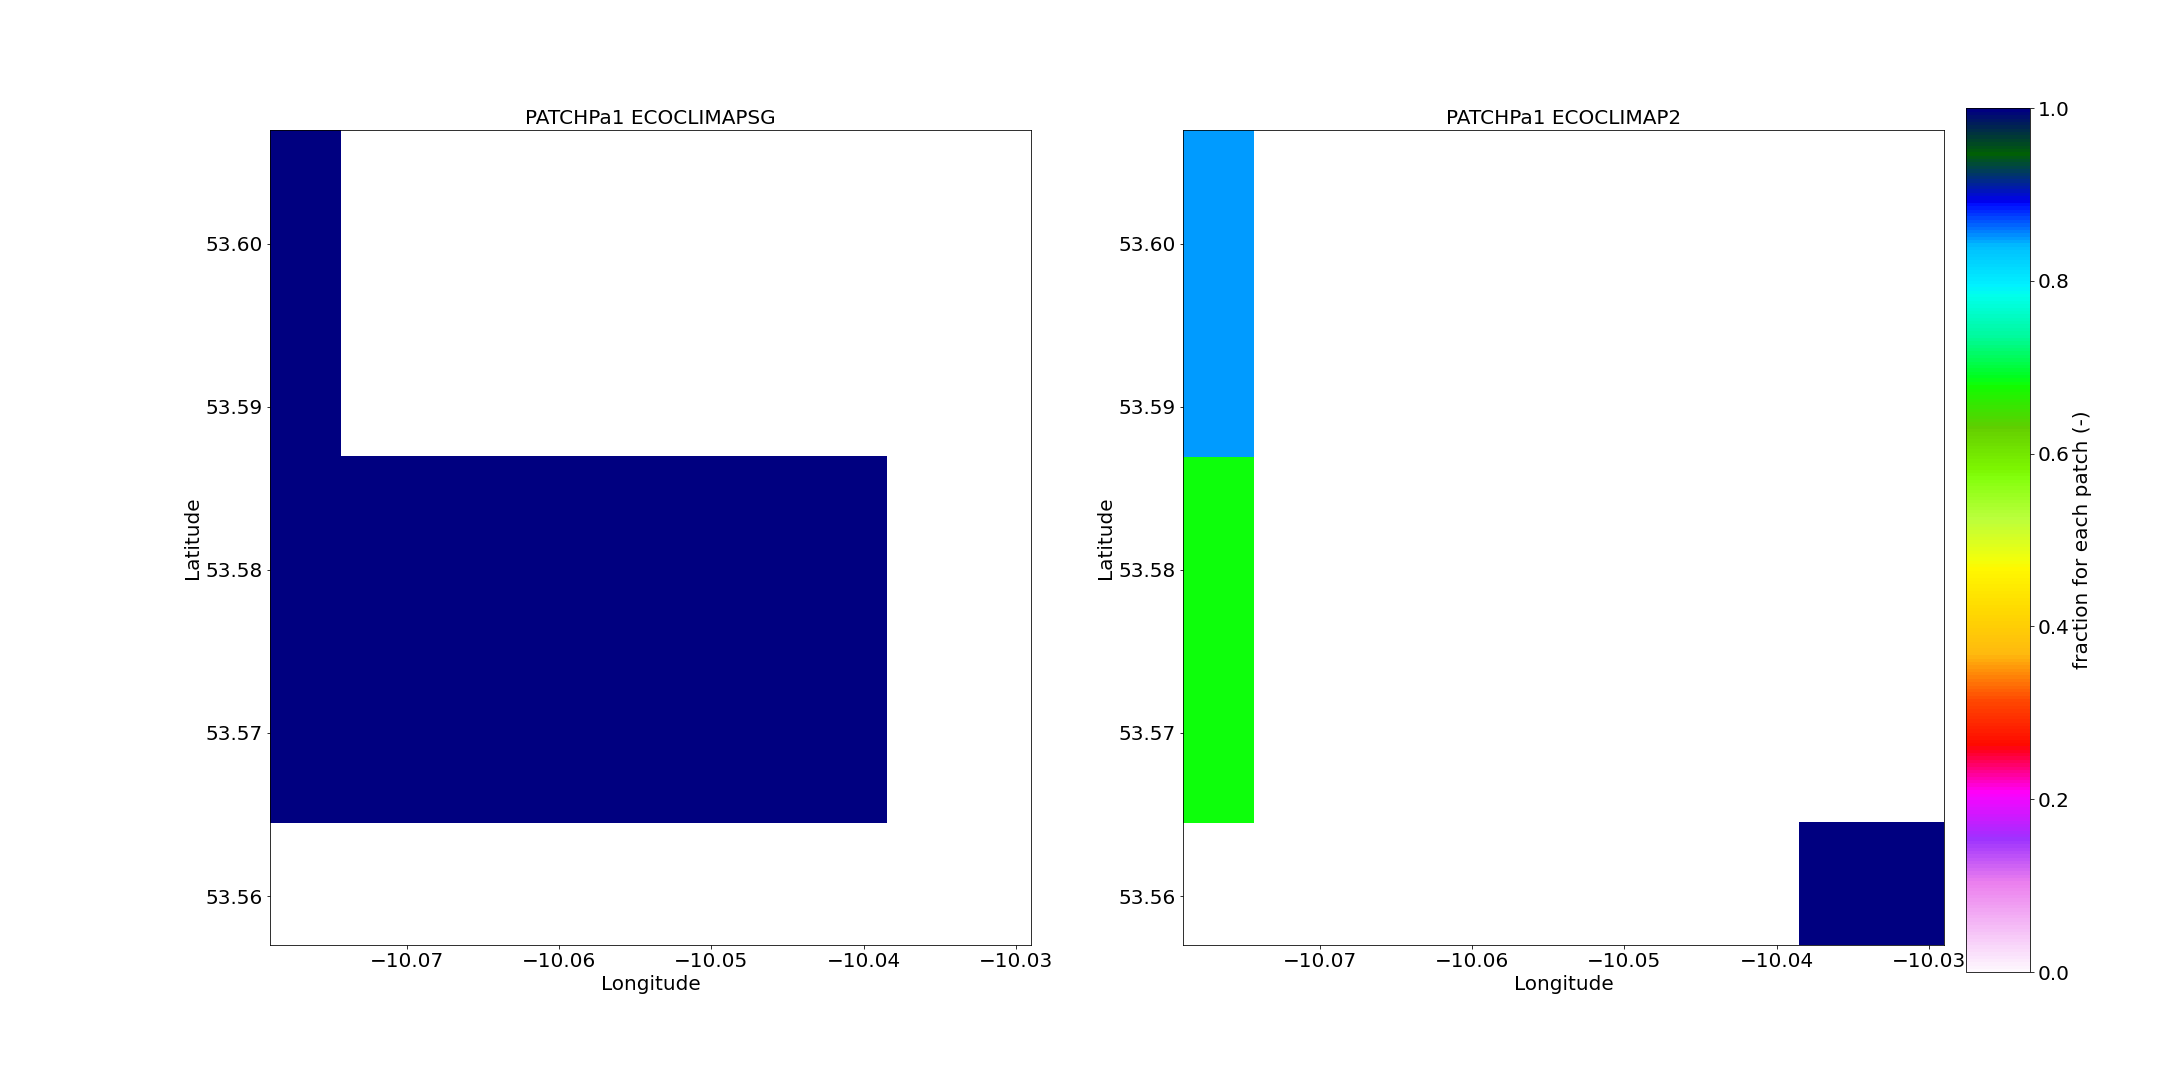 PATCHPa1 ECOCLIMAPSG
Latitude
53.60
53.59
53.58
53.57
53.56
−10.07 −10.06 −10.05 −10.04 −10.03
Longitude
PATCHPa1 ECOCLIMAP2
Latitude
53.60
53.59
53.58
53.57
53.56
−10.07 −10.06 −10.05 −10.04 −10.03
Longitude
1.0
0.8
0.6
0.4
0.2
0.0
fraction for each patch (-)